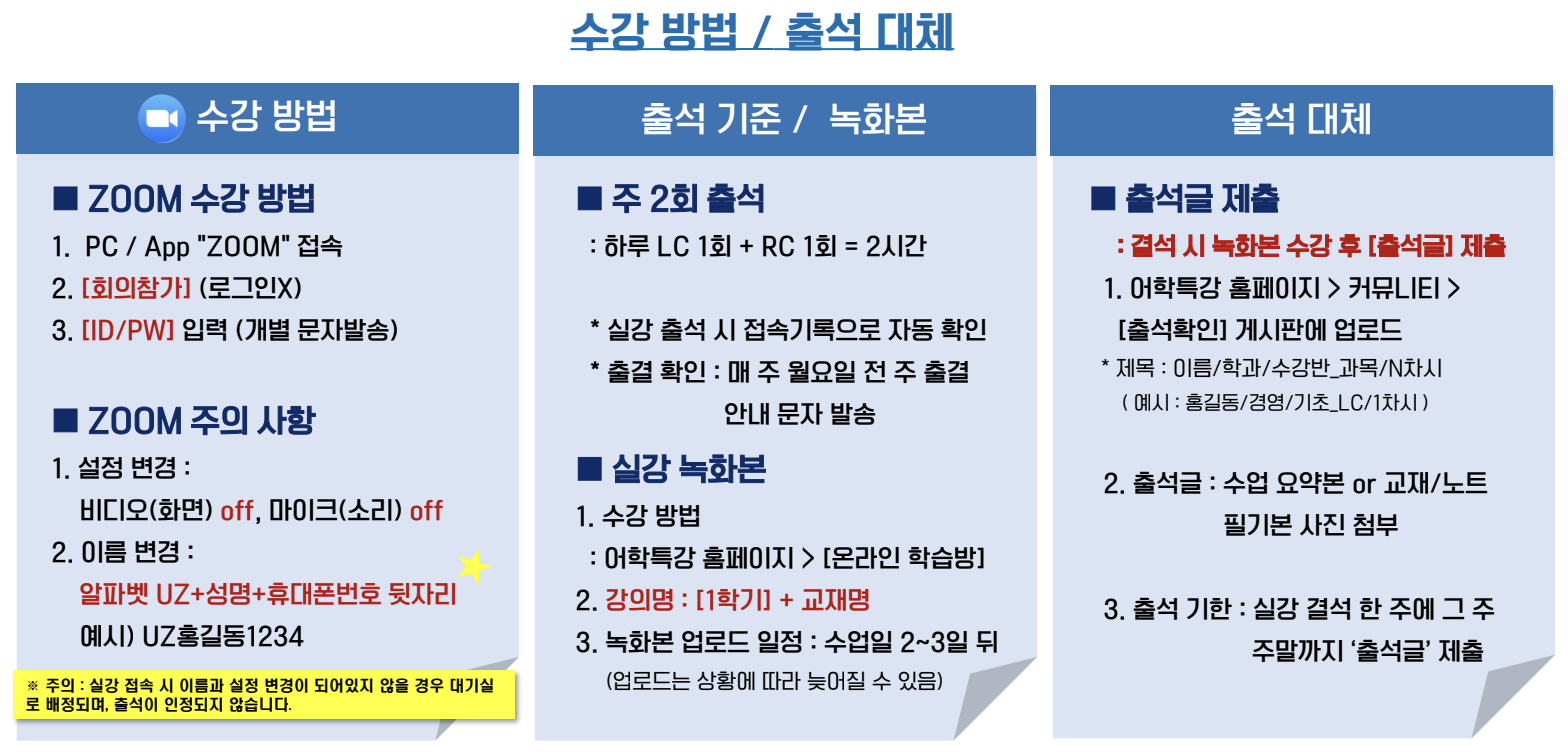 수강 방법 / 출석 대체
수강 방법
■ ZOOM 수강 방법
1. PC / App "ZOOM" 접속
2. [회의참가] (로그인X)
3. [ID/PW] 입력 (개별 문자발송)
■ ZOOM 주의 사항
1. 설정 변경 :
비디오(화면) off, 마이크(소리) off
2. 이름 변경 :
알파벳 UZ+성명+휴대폰번호 뒷자리
예시) UZ홍길동1234
※ 주의 : 실강 접속 시 이름과 설정 변경이 되어있지 않을 경우 대기실
로 배정되며, 출석이 인정되지 않습니다.
출석 기준 / 녹화본
■ 주 2회 출석
: 하루 LC 1회 + RC 1회 = 2시간
* 실강 출석 시 접속기록으로 자동 확인
* 출결 확인 : 매 주 월요일 전 주 출결
안내 문자 발송
■ 실강 녹화본
1. 수강 방법
: 어학특강 홈페이지 > [온라인 학습방]
2. 강의명 : [1학기] + 교재명
3. 녹화본 업로드 일정 : 수업일 2~3일 뒤
(업로드는 상황에 따라 늦어질 수 있음)
출석 대체
■ 출석글 제출
: 결석 시 녹화본 수강 후 [출석글] 제출
1. 어학특강 홈페이지 > 커뮤니티 >
[출석확인] 게시판에 업로드
* 제목 : 이름/학과/수강반_과목/N차시
( 예시 : 홍길동/경영/기초_LC/1차시 )
2. 출석글 : 수업 요약본 or 교재/노트
필기본 사진 첨부
3. 출석 기한 : 실강 결석 한 주에 그 주
주말까지 ‘출석글’ 제출